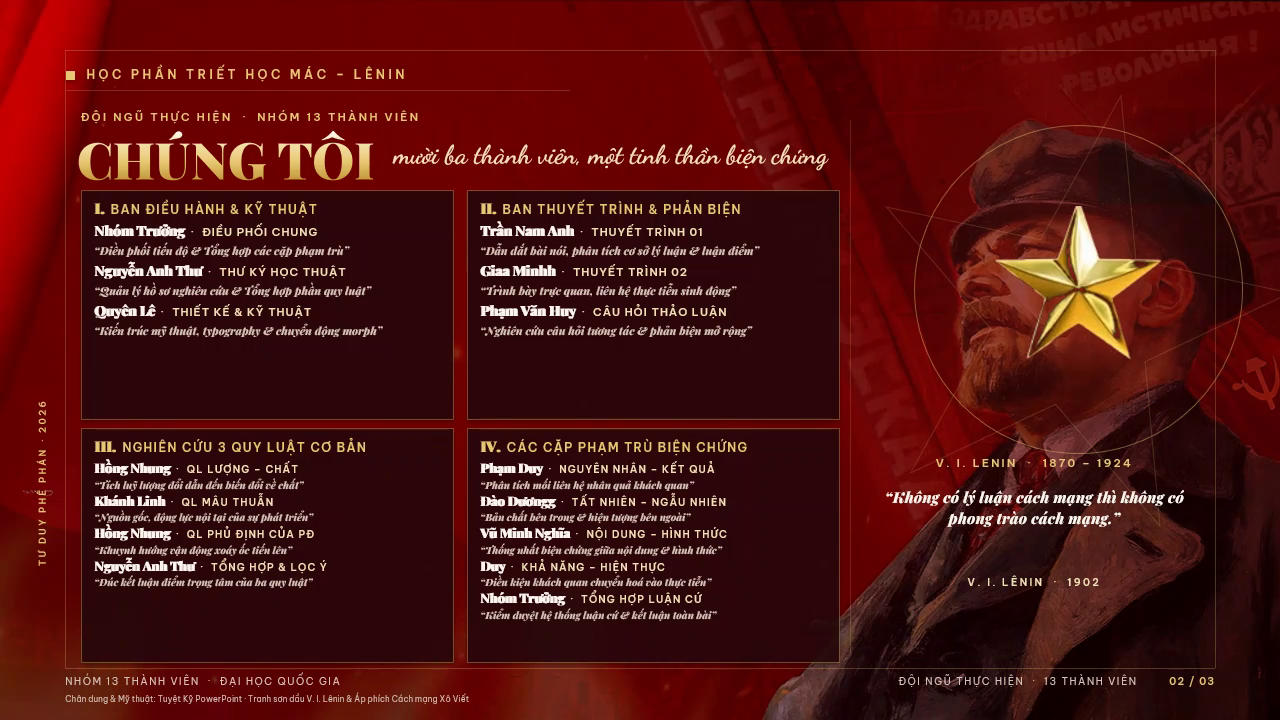 ЗДРАВСТВУЕТ
СОЦИАЛИСТИЧЕСКАЯ
РЕВОЛЮЦИЯ !
HỌC PHẦN TRIẾT HỌC MÁC – LÊNIN
ĐỘI NGŨ THỰC HIỆN · NHÓM 13 THÀNH VIÊN
CHÚNG TÔI mười ba thành viên, một tinh thần biện chứng
I. BAN ĐIỀU HÀNH & KỸ THUẬT
Nhóm Trưởng · ĐIỀU PHỐI CHUNG
“Điều phối tiến độ & Tổng hợp các cặp phạm trù”
Nguyễn Anh Thư · THƯ KÝ HỌC THUẬT
“Quản lý hồ sơ nghiên cứu & Tổng hợp phần quy luật”
Quyên Lê · THIẾT KẾ & KỸ THUẬT
“Kiến trúc mỹ thuật, typography & chuyển động morph”
II. BAN THUYẾT TRÌNH & PHẢN BIỆN
Trần Nam Anh · THUYẾT TRÌNH 01
“Dẫn dắt bài nói, phân tích cơ sở lý luận & luận điểm”
Giaa Minhh · THUYẾT TRÌNH 02
“Trình bày trực quan, liên hệ thực tiễn sinh động”
Phạm Văn Huy · CÂU HỎI THẢO LUẬN
“Nghiên cứu câu hỏi tương tác & phản biện mở rộng”
III. NGHIÊN CỨU 3 QUY LUẬT CƠ BẢN
Hồng Nhung · QL LƯỢNG – CHẤT
“Tích luỹ lượng đổi dẫn đến biến đổi về chất”
Khánh Linh · QL MÂU THUẪN
“Nguồn gốc, động lực nội tại của sự phát triển”
Hồng Nhung · QL PHỦ ĐỊNH CỦA PĐ
“Khuynh hướng vận động xoáy ốc tiến lên”
Nguyễn Anh Thư · TỔNG HỢP & LỌC Ý
“Đúc kết luận điểm trọng tâm của ba quy luật”
IV. CÁC CẶP PHẠM TRÙ BIỆN CHỨNG
Phạm Duy · NGUYÊN NHÂN – KẾT QUẢ
“Phân tích mối liên hệ nhân quả khách quan”
Đào Dươngg · TẤT NHIÊN – NGẪU NHIÊN
“Bản chất bên trong & hiện tượng bên ngoài”
Vũ Minh Nghĩa · NỘI DUNG – HÌNH THỨC
“Thống nhất biện chứng giữa nội dung & hình thức”
Duy · KHẢ NĂNG – HIỆN THỰC
“Điều kiện khách quan chuyển hoá vào thực tiễn”
Nhóm Trưởng · TỔNG HỢP LUẬN CỨ
“Kiểm duyệt hệ thống luận cứ & kết luận toàn bài”
V. I. LENIN · 1870 – 1924
“Không có lý luận cách mạng thì không có
phong trào cách mạng.”
V. I. LÊNIN · 1902
TƯ DUY PHÊ PHÁN · 2026
NHÓM 13 THÀNH VIÊN · ĐẠI HỌC QUỐC GIA
ĐỘI NGŨ THỰC HIỆN · 13 THÀNH VIÊN 02 / 03
Chân dung & Mỹ thuật: Tuyệt Kỹ PowerPoint · Tranh sơn dầu V. I. Lênin & Áp phích Cách mạng Xô Viết